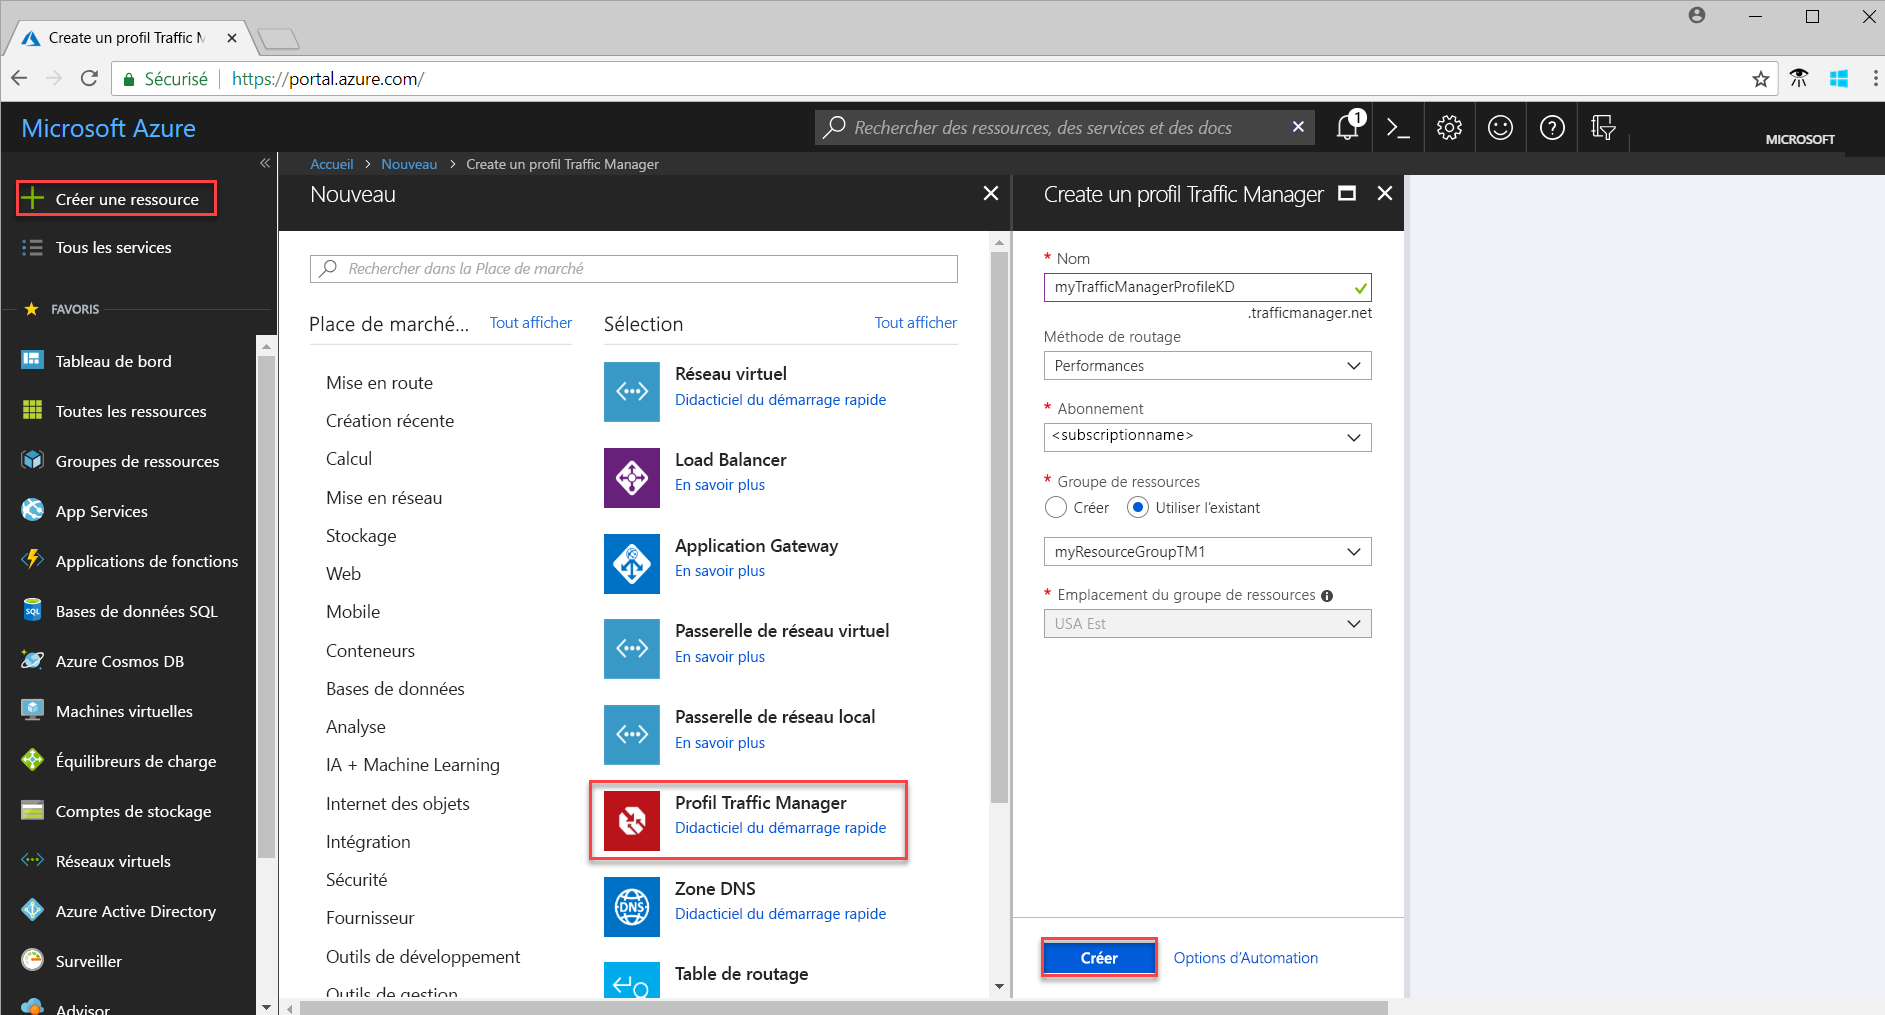 Create un profil Traffic M
Sécurisé
https://portal.azure.com/
Microsoft Azure
Rechercher des ressources, des services et des docs
1
MICROSOFT
Accueil > Nouveau > Create un profil Traffic Manager
Créer une ressource
Tous les services
FAVORIS
Tableau de bord
Toutes les ressources
Groupes de ressources
App Services
Applications de fonctions
Bases de données SQL
Azure Cosmos DB
Machines virtuelles
Équilibreurs de charge
Comptes de stockage
Réseaux virtuels
Azure Active Directory
Surveiller
Advisor
Nouveau
Rechercher dans la Place de marché
Place de marché... Tout afficher
Mise en route
Création récente
Calcul
Mise en réseau
Stockage
Web
Mobile
Conteneurs
Bases de données
Analyse
IA + Machine Learning
Internet des objets
Intégration
Sécurité
Fournisseur
Outils de développement
Outils de gestion
Sélection Tout afficher
Réseau virtuel
Didacticiel du démarrage rapide
Load Balancer
En savoir plus
Application Gateway
En savoir plus
Passerelle de réseau virtuel
En savoir plus
Passerelle de réseau local
En savoir plus
Profil Traffic Manager
Didacticiel du démarrage rapide
DNS
Zone DNS
Didacticiel du démarrage rapide
Table de routage
Create un profil Traffic Manager
* Nom
myTrafficManagerProfileKD
.trafficmanager.net
Méthode de routage
Performances
* Abonnement
<subscriptionname>
* Groupe de ressources
Créer Utiliser l'existant
myResourceGroupTM1
* Emplacement du groupe de ressources
USA Est
Créer Options d'Automation